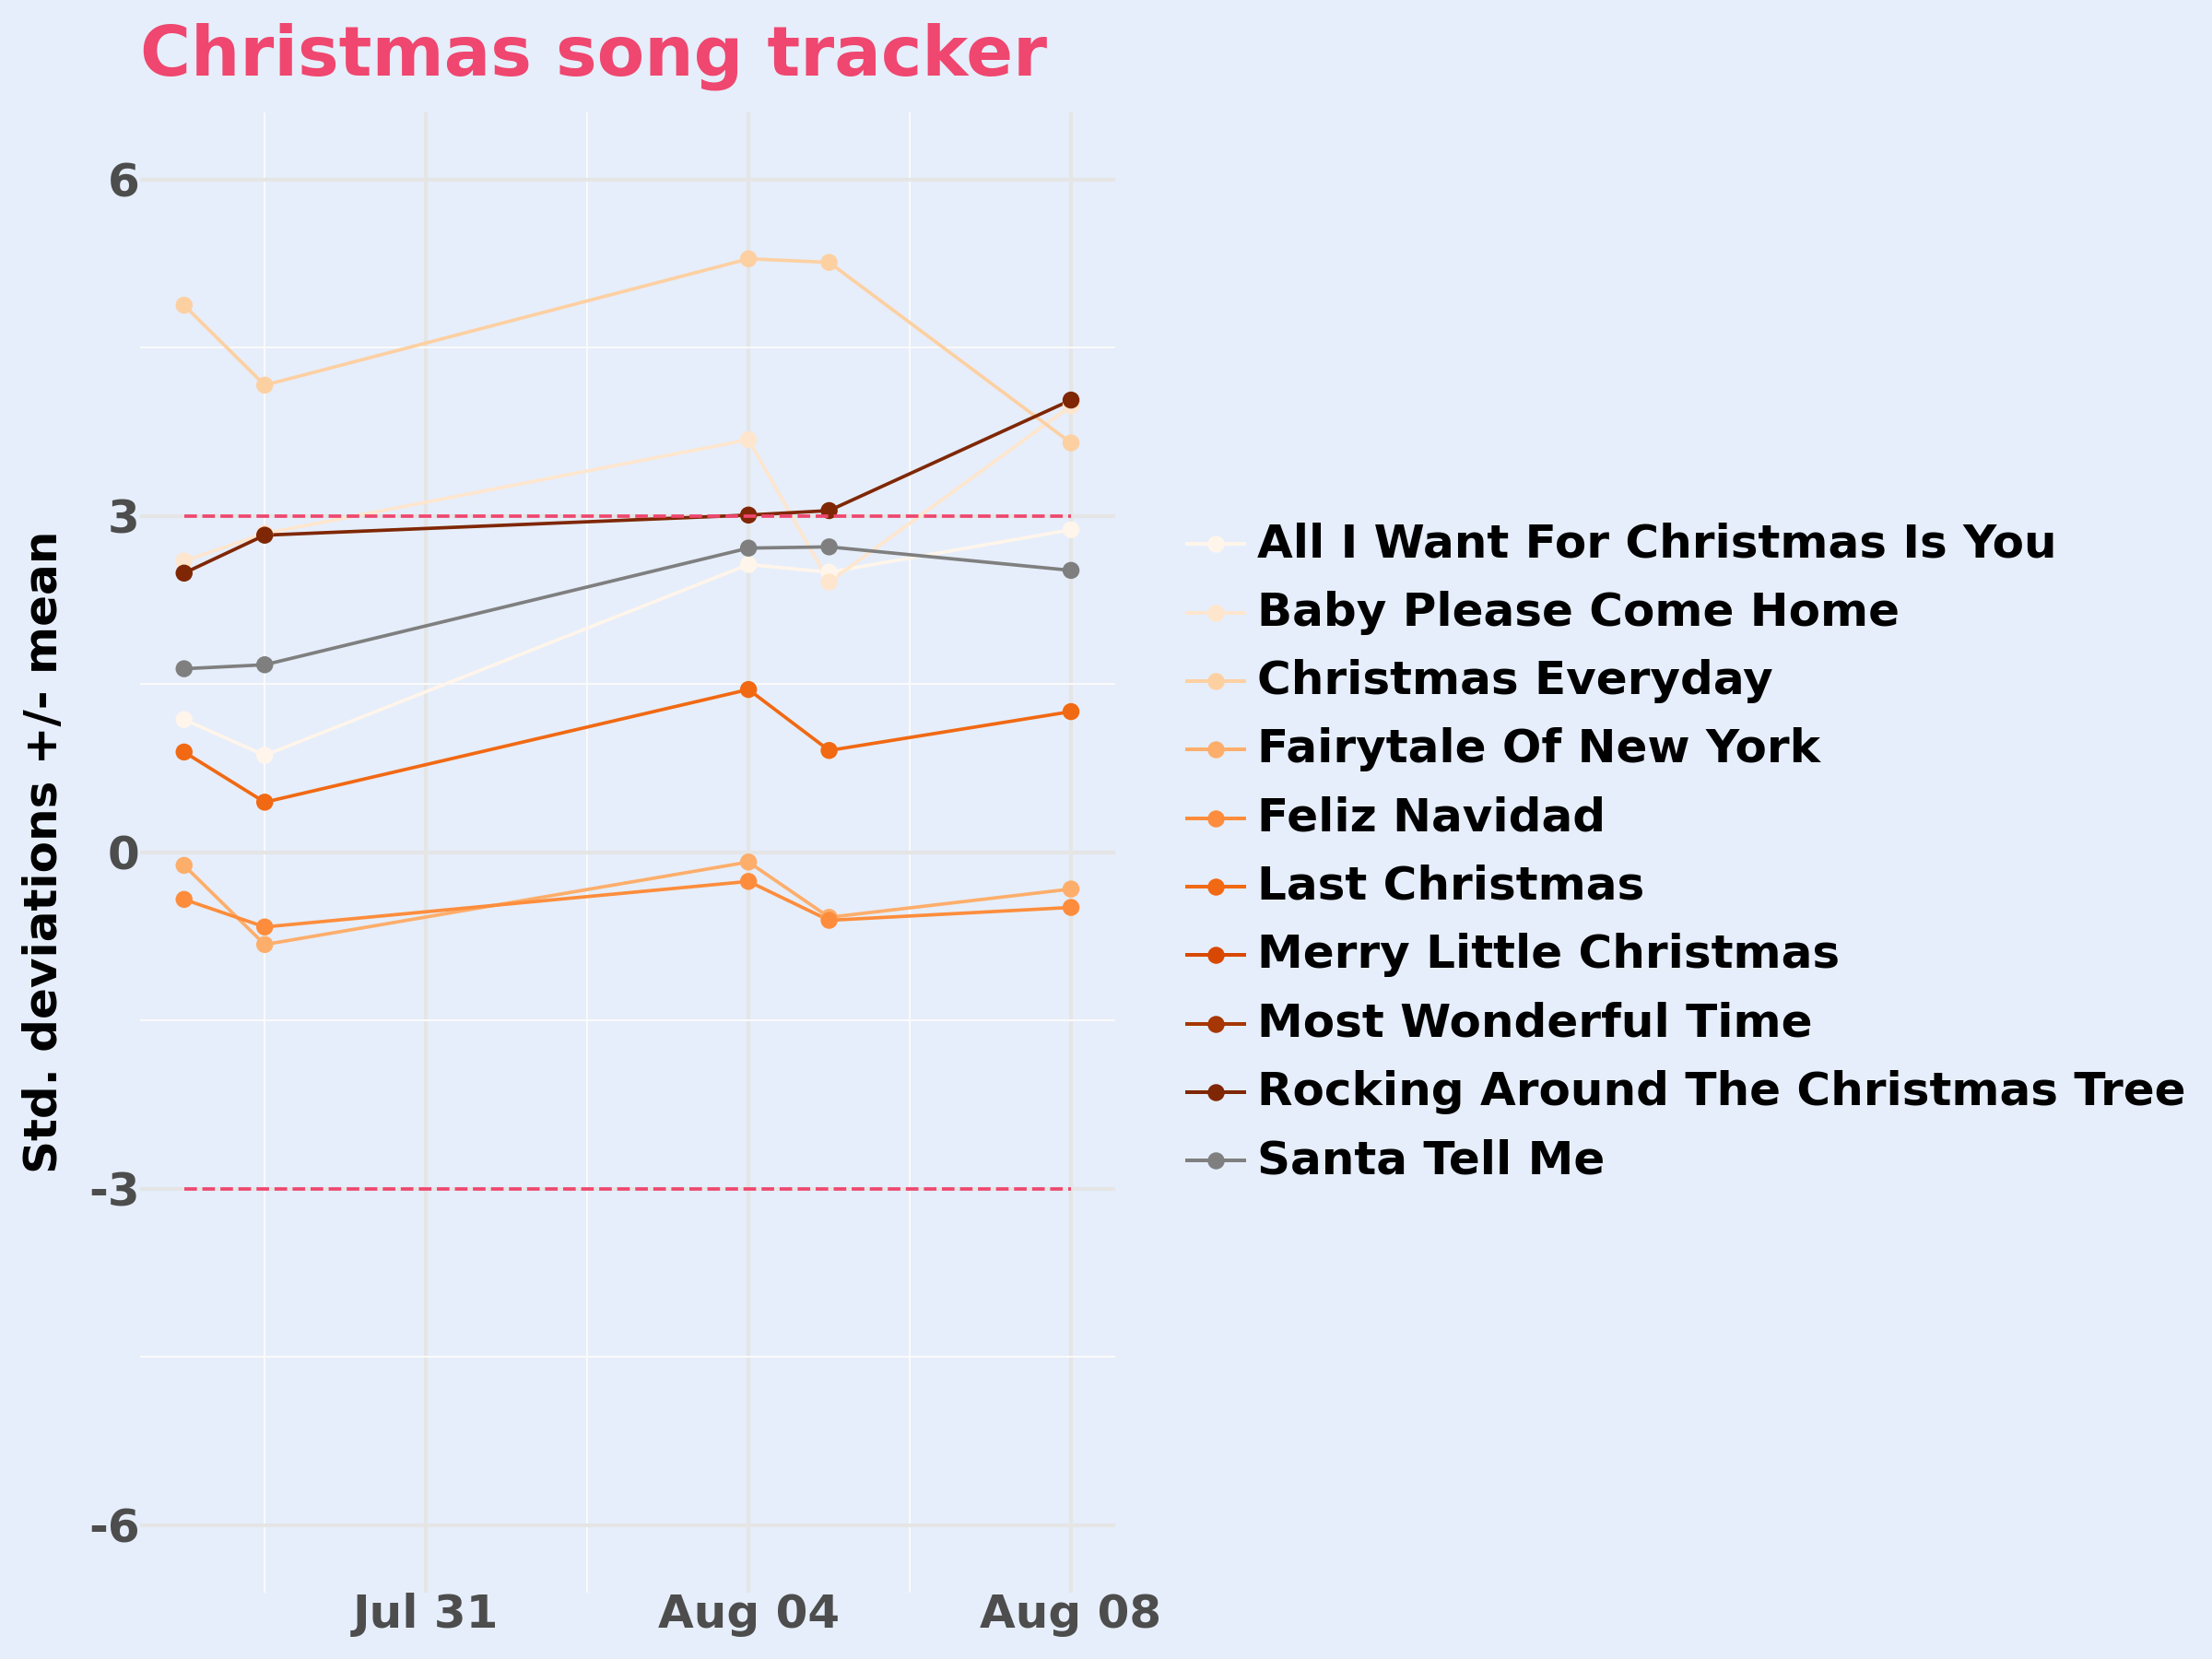 Christmas song tracker
Std. deviations +/- mean
6
3
0
-3
-6
Jul 31
Aug 04
Aug 08
All I Want For Christmas Is You
Baby Please Come Home
Christmas Everyday
Fairytale Of New York
Feliz Navidad
Last Christmas
Merry Little Christmas
Most Wonderful Time
Rocking Around The Christmas Tree
Santa Tell Me